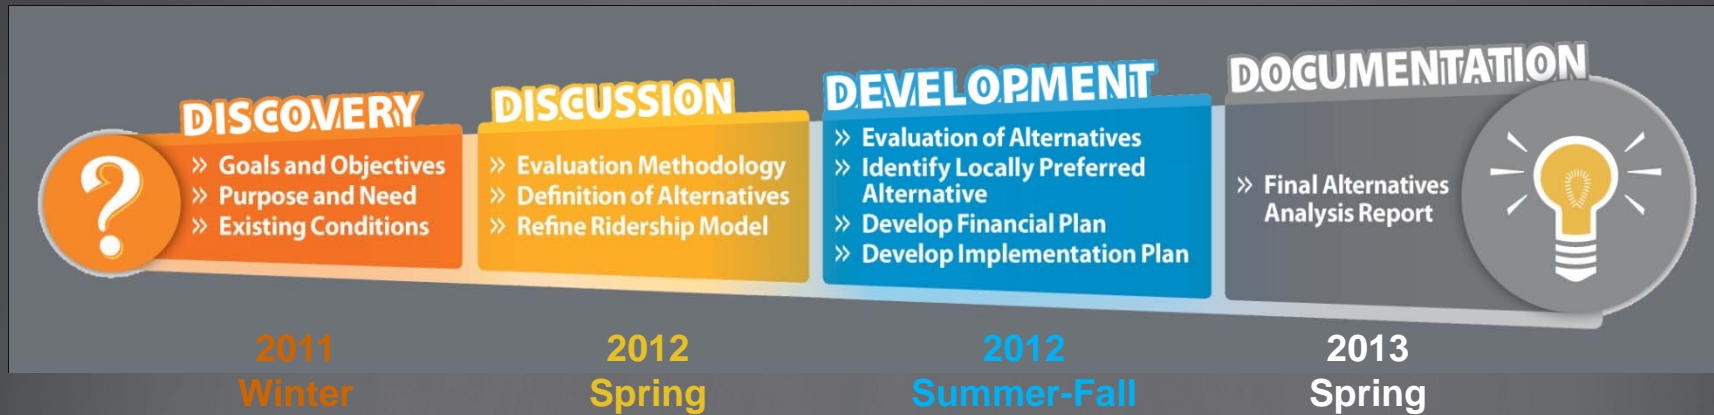 DISCOVERY
» Goals and Objectives
» Purpose and Need
» Existing Conditions
2011
Winter
DISCUSSION
» Evaluation Methodology
» Definition of Alternatives
» Refine Ridership Model
2012
Spring
DEVELOPMENT
» Evaluation of Alternatives
» Identify Locally Preferred
Alternative
» Develop Financial Plan
» Develop Implementation Plan
2012
Summer-Fall
DOCUMENTATION
» Final Alternatives
Analysis Report
2013
Spring
?